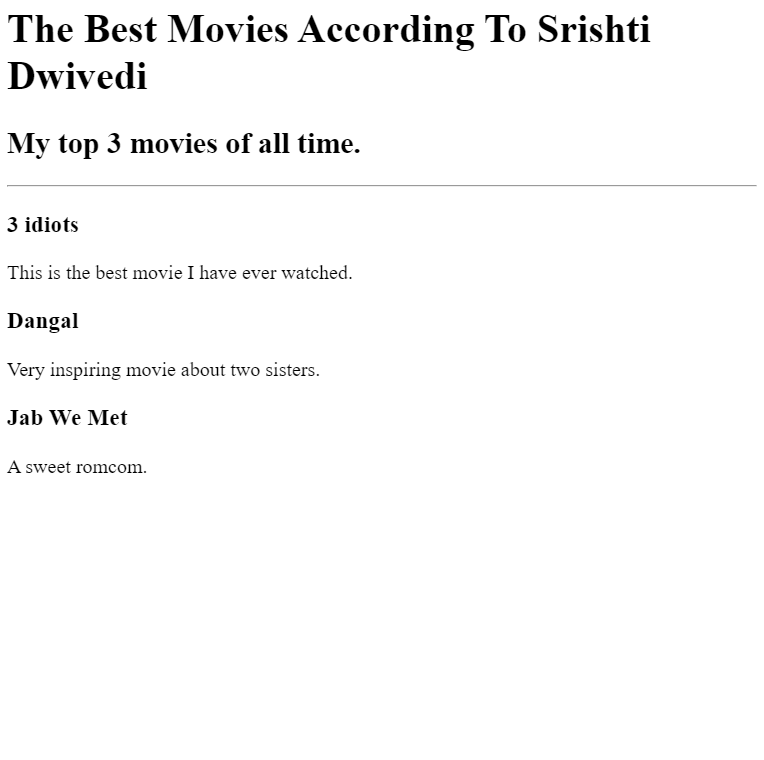 The Best Movies According To Srishti
Dwivedi
My top 3 movies of all time.
3 idiots
This is the best movie I have ever watched.
Dangal
Very inspiring movie about two sisters.
Jab We Met
A sweet romcom.